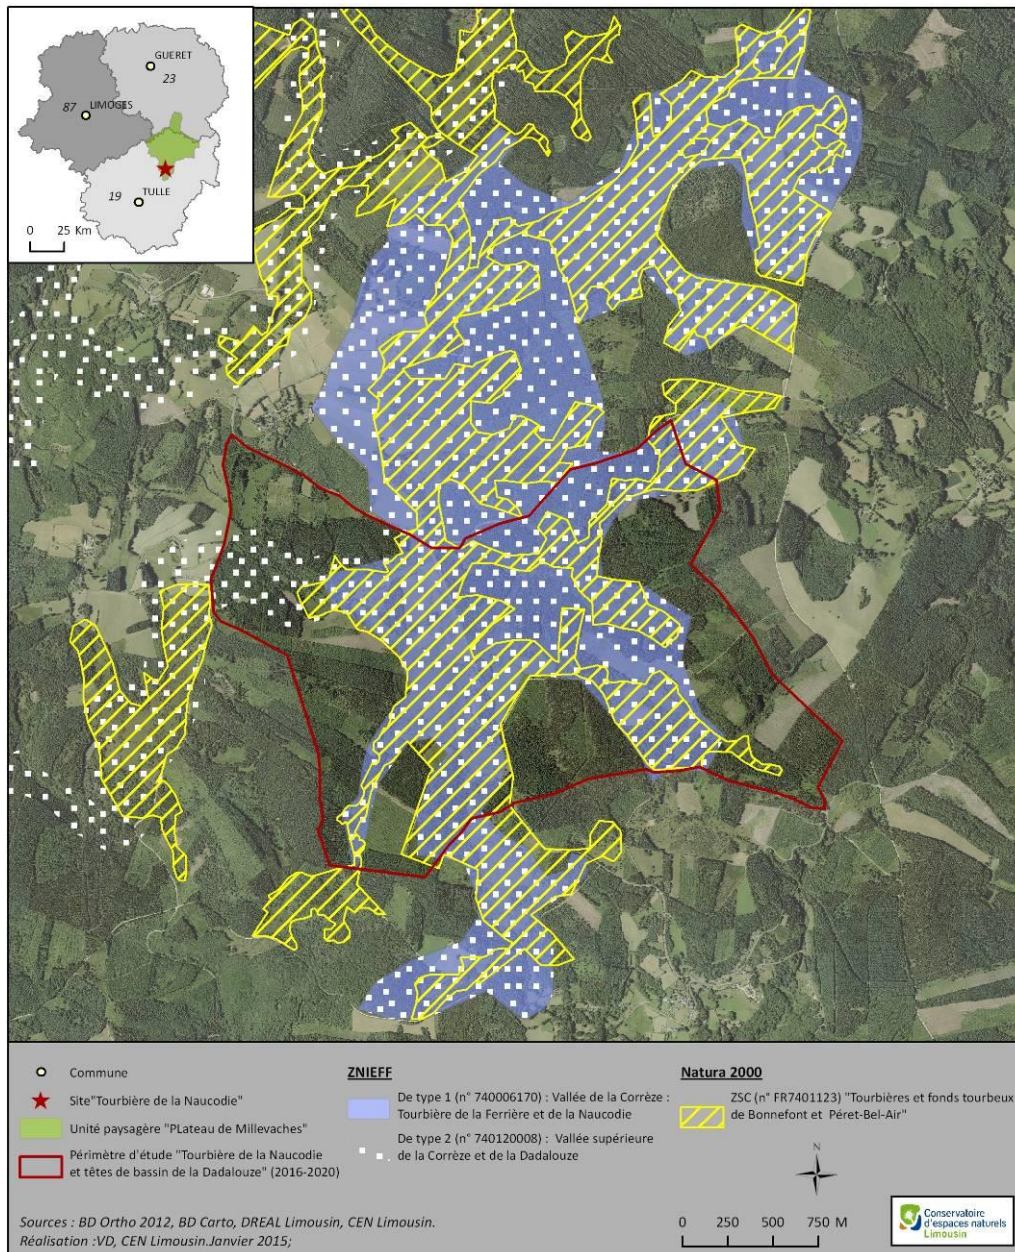 GUERET
23
87 LIMOGES
19 TULLE
0 25 Km
Commune
Site"Tourbière de la Naucodie"
Unité paysagère "PLateau de Millevaches"
Périmètre d'étude "Tourbière de la Naucodie
et têtes de bassin de la Dadalouze" (2016-2020)
ZNIEFF
De type 1 (n° 740006170) : Vallée de la Corrèze :
Tourbière de la Ferrière et de la Naucodie
De type 2 (n° 740120008) : Vallée supérieure
de la Corrèze et de la Dadalouze
Natura 2000
ZSC (n° FR7401123) "Tourbières et fonds tourbeux
de Bonnefont et Péret-Bel-Air"
N
Sources : BD Ortho 2012, BD Carto, DREAL Limousin, CEN Limousin.
Réalisation :VD, CEN Limousin.Janvier 2015;
0 250 500 750 M
Conservatoire
d'espaces naturels
Limousin